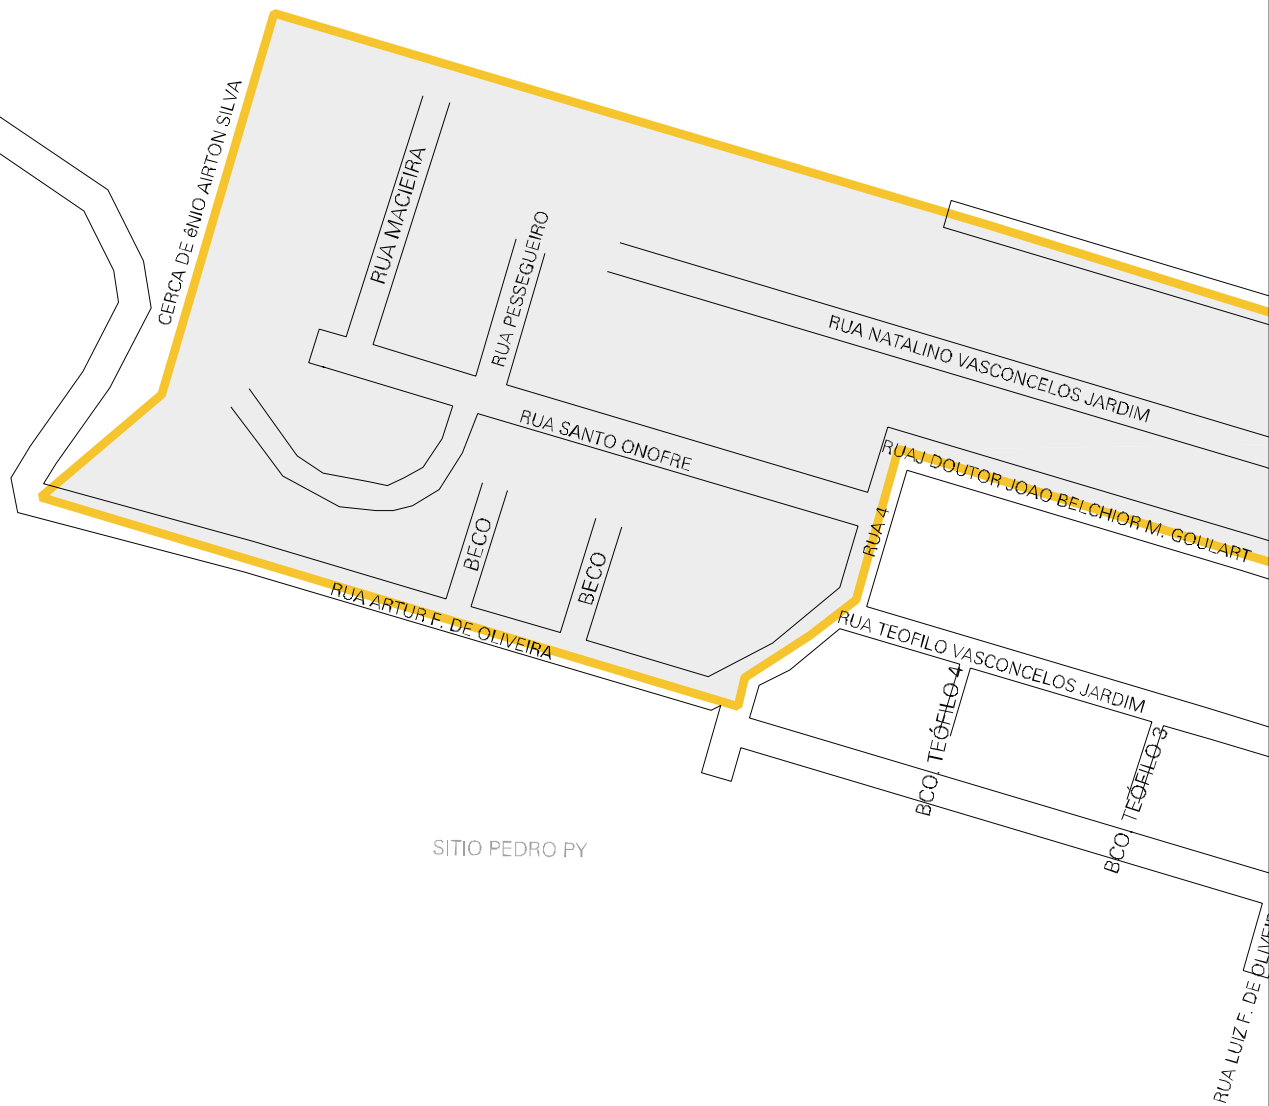 CERCA DE êNIO AIRTON SILVA
RUA MACIEIRA
RUA PESSEGUEIRO
RUA NATALINO VASCONCELOS JARDIM
RUA SANTO ONOFRE
RUAJ DOUTOR JOAO BELCHIOR M. GOULART
RUA 4
BECO
BECO
RUA ARTUR F. DE OLIVEIRA
RUA TEOFILO VASCONCELOS JARDIM
BCO. TEÓFILO 4
BCO. TEÓFILO 3
SITIO PEDRO PY
RUA LUIZ F. DE